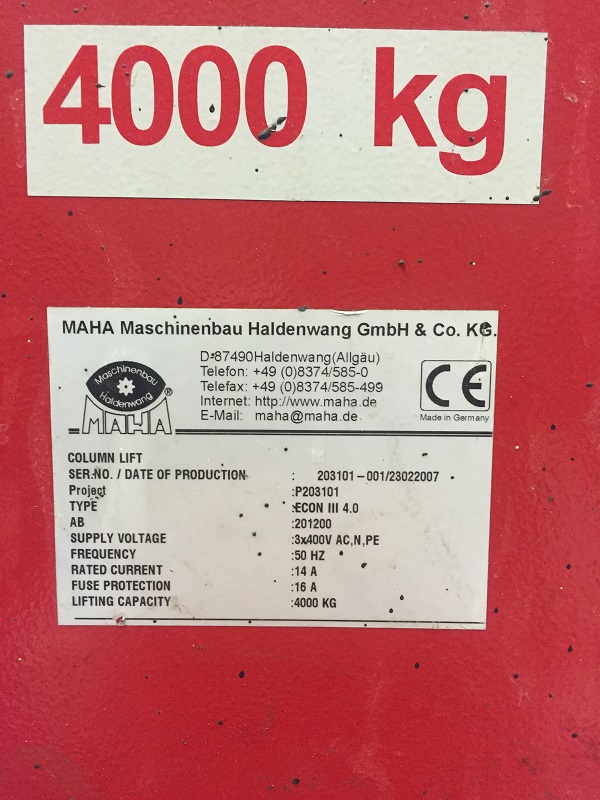 4000 kg
MAHA Maschinenbau Haldenwang GmbH & Co. KG.
D-87490Haldenwang(Allgäu)
Telefon: +49 (0)8374/585-0
Telefax: +49 (0)8374/585-499
Internet: http://www.maha.de
E-Mail: maha@maha.de
Maschinenbau
Haldenwang
MAHA®
CE
Made in Germany
COLUMN LIFT
SER.NO. / DATE OF PRODUCTION : 203101-001/23022007
Project :P203101
TYPE :ECON III 4.0
AB :201200
SUPPLY VOLTAGE :3x400V AC,N,PE
FREQUENCY :50 HZ
RATED CURRENT :14 A
FUSE PROTECTION :16 A
LIFTING CAPACITY :4000 KG